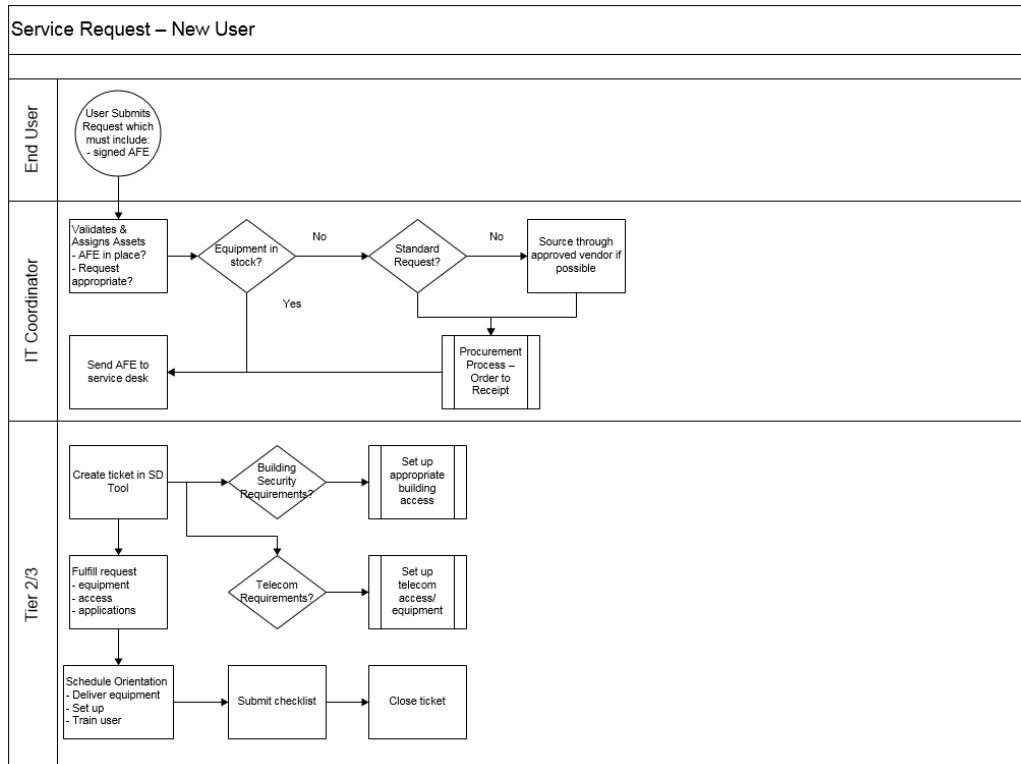 Service Request – New User
End User
User Submits
Request which
must include:
- signed AFE
IT Coordinator
Validates &
Assigns Assets
- AFE in place?
- Request
appropriate?
Equipment in
stock?
No
Standard
Request?
No
Source through
approved vendor if
possible
Yes
Send AFE to
service desk
Procurement
Process –
Order to
Receipt
Tier 2/3
Create ticket in SD
Tool
Building
Security
Requirements?
Set up
appropriate
building
access
Fulfill request
- equipment
- access
- applications
Telecom
Requirements?
Set up
telecom
access/
equipment
Schedule Orientation
- Deliver equipment
- Set up
- Train user
Submit checklist
Close ticket